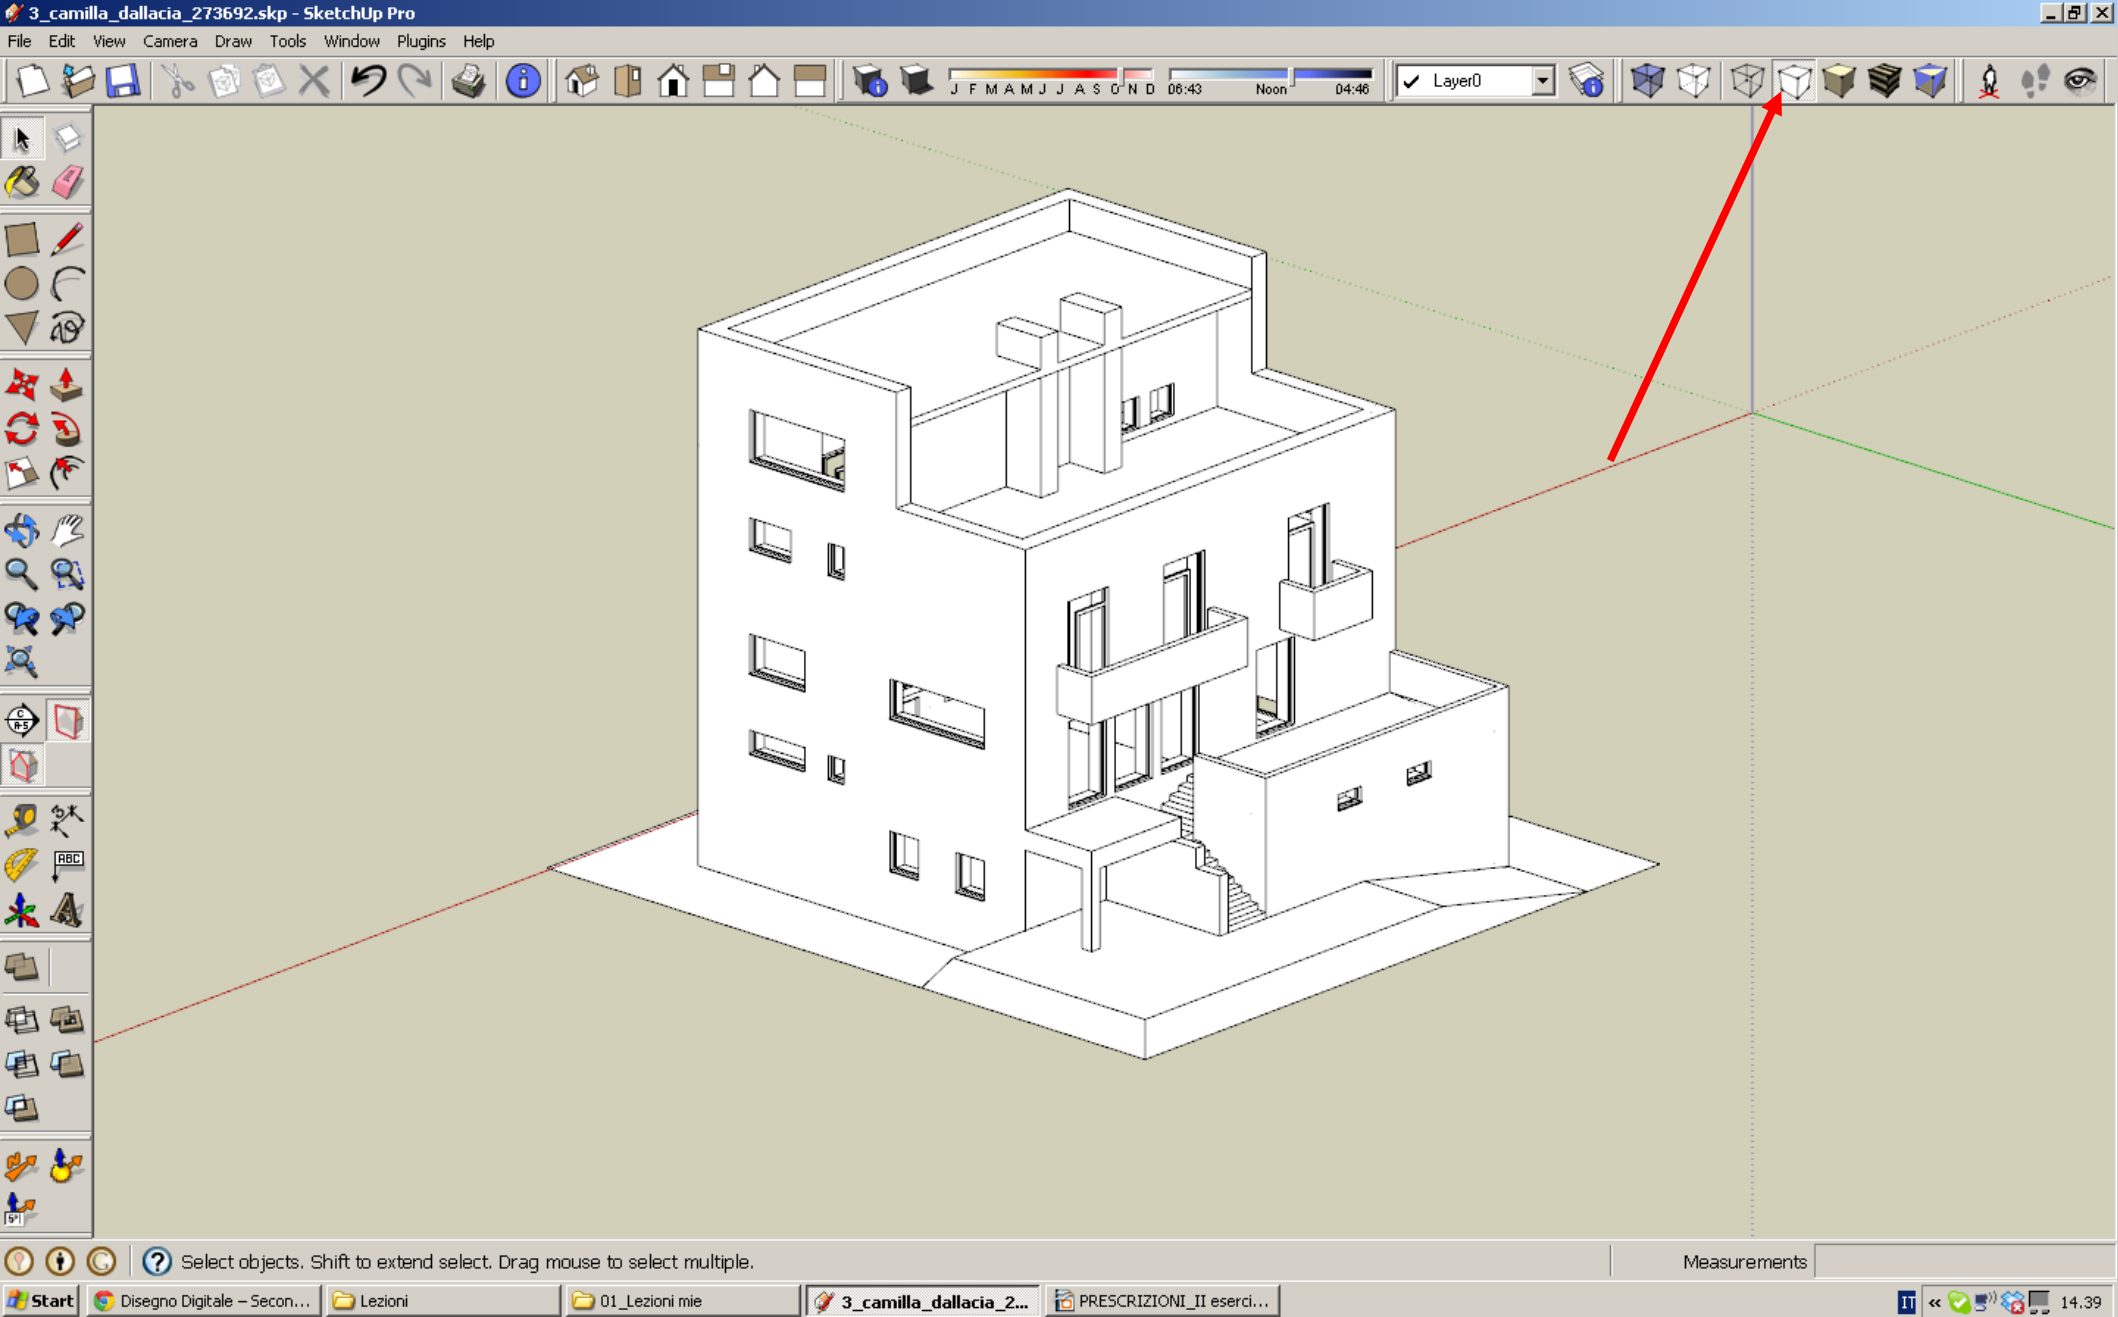 3_camilla_dallacia_273692.skp - SketchUp Pro
File Edit View Camera Draw Tools Window Plugins Help
J F M A M J J A S O N D 06:43 Noon 04:46 Layer0
ABC
Select objects. Shift to extend select. Drag mouse to select multiple. Measurements
Start Disegno Digitale – Secon... Lezioni 01_Lezioni mie 3_camilla_dallacia_2... PRESCRIZIONI_II eserci... IT « 14.39